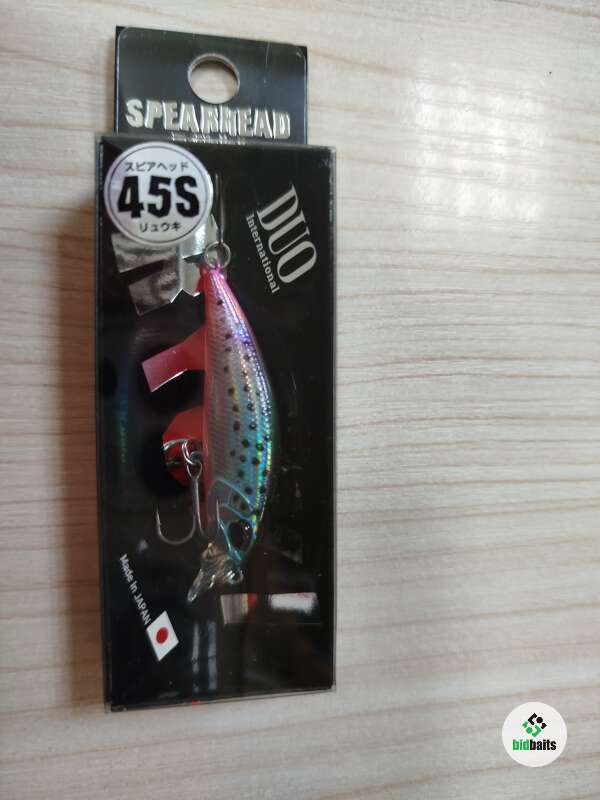 SPEARHEAD
スピアヘッド
45S
リュウキ
DUO
International
Made In JAPAN
bidbaits